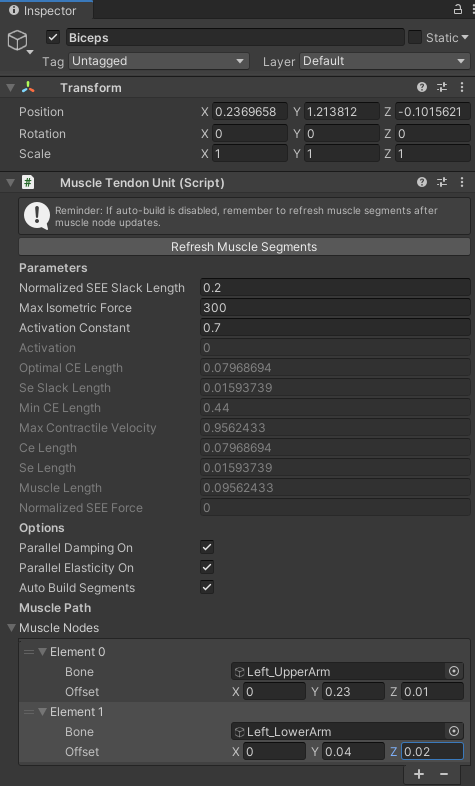 Inspector
Biceps Static
Tag Untagged Layer Default
Transform
Position X 0.2369658 Y 1.213812 Z -0.1015621
Rotation X 0 Y 0 Z 0
Scale X 1 Y 1 Z 1
# Muscle Tendon Unit (Script)
Reminder: If auto-build is disabled, remember to refresh muscle segments after
muscle node updates.
Refresh Muscle Segments
Parameters
Normalized SEE Slack Length 0.2
Max Isometric Force 300
Activation Constant 0.7
Activation 0
Optimal CE Length 0.07968694
Se Slack Length 0.01593739
Min CE Length 0.44
Max Contractile Velocity 0.9562433
Ce Length 0.07968694
Se Length 0.01593739
Muscle Length 0.09562433
Normalized SEE Force 0
Options
Parallel Damping On
Parallel Elasticity On
Auto Build Segments
Muscle Path
Muscle Nodes
Element 0
Bone Left_UpperArm
Offset X 0 Y 0.23 Z 0.01
Element 1
Bone Left_LowerArm
Offset X 0 Y 0.04 Z 0.02
+ −